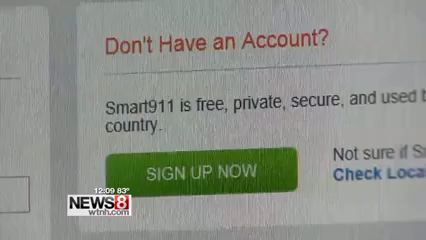 Don't Have an Account?
Smart911 is free, private, secure, and used
country.
SIGN UP NOW
Not sure if
Check Loca
12:09 83°
NEWS8
wtnh.com